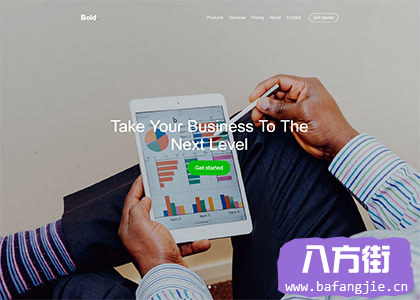 Bold
Products Services Pricing About Contact Get started
Take Your Business To The
Next Level
Get started
八方街
www.bafangjie.cn